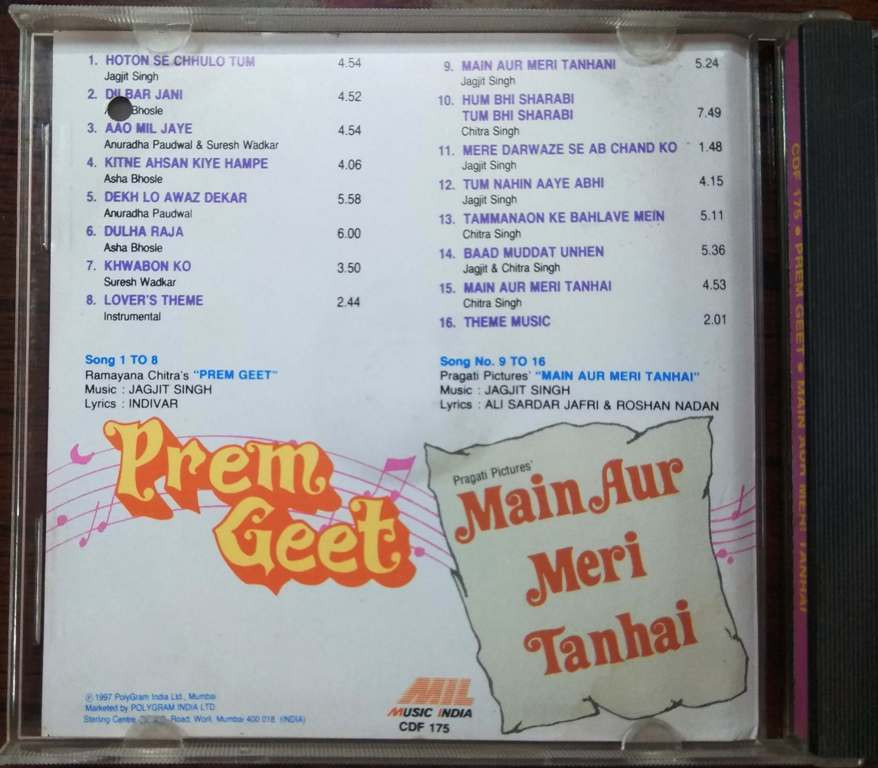 1. HOTON SE CHHULO TUM 4.54
Jagjit Singh
2. DILBAR JANI 4.52
Bhosle
3. AAO MIL JAYE 4.54
Anuradha Paudwal & Suresh Wadkar
4. KITNE AHSAN KIYE HAMPE 4.06
Asha Bhosle
5. DEKH LO AWAZ DEKAR 5.58
Anuradha Paudwal
6. DULHA RAJA 6.00
Asha Bhosle
7. KHWABON KO 3.50
Suresh Wadkar
8. LOVER'S THEME 2.44
Instrumental
Song 1 TO 8
Ramayana Chitra's "PREM GEET"
Music : JAGJIT SINGH
Lyrics : INDIVAR
9. MAIN AUR MERI TANHANI 5.24
Jagjit Singh
10. HUM BHI SHARABI
TUM BHI SHARABI 7.49
Chitra Singh
11. MERE DARWAZE SE AB CHAND KO 1.48
Jagjit Singh
12. TUM NAHIN AAYE ABHI 4.15
Jagjit Singh
13. TAMMANAON KE BAHLAVE MEIN 5.11
Chitra Singh
14. BAAD MUDDAT UNHEN 5.36
Jagjit & Chitra Singh
15. MAIN AUR MERI TANHAI 4.53
Chitra Singh
16. THEME MUSIC 2.01
Song No. 9 TO 16
Pragati Pictures' "MAIN AUR MERI TANHAI"
Music : JAGJIT SINGH
Lyrics : ALI SARDAR JAFRI & ROSHAN NADAN
Prem
Geet
Pragati Pictures'
Main Aur
Meri
Tanhai
℗ 1997 PolyGram India Ltd., Mumbai
Marketed by POLYGRAM INDIA LTD.
Sterling Centre, Road, Worli, Mumbai 400 018. (INDIA)
MIL
MUSIC INDIA
CDF 175
CDF 175 ● PREM GEET ● MAIN AUR MERI TANHAI